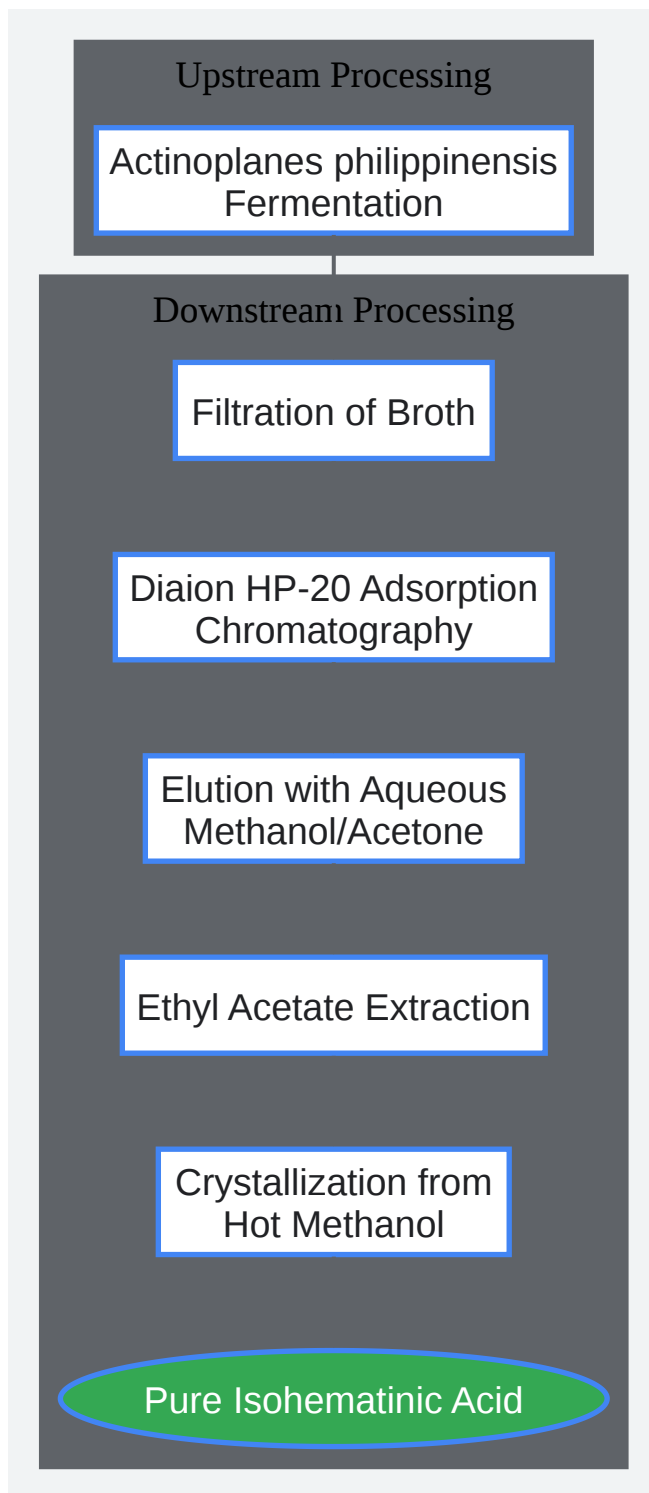 Upstream Processing
Actinoplanes philippinensis
Fermentation
Downstream Processing
Filtration of Broth
Diaion HP-20 Adsorption
Chromatography
Elution with Aqueous
Methanol/Acetone
Ethyl Acetate Extraction
Crystallization from
Hot Methanol
Pure Isohematinic Acid